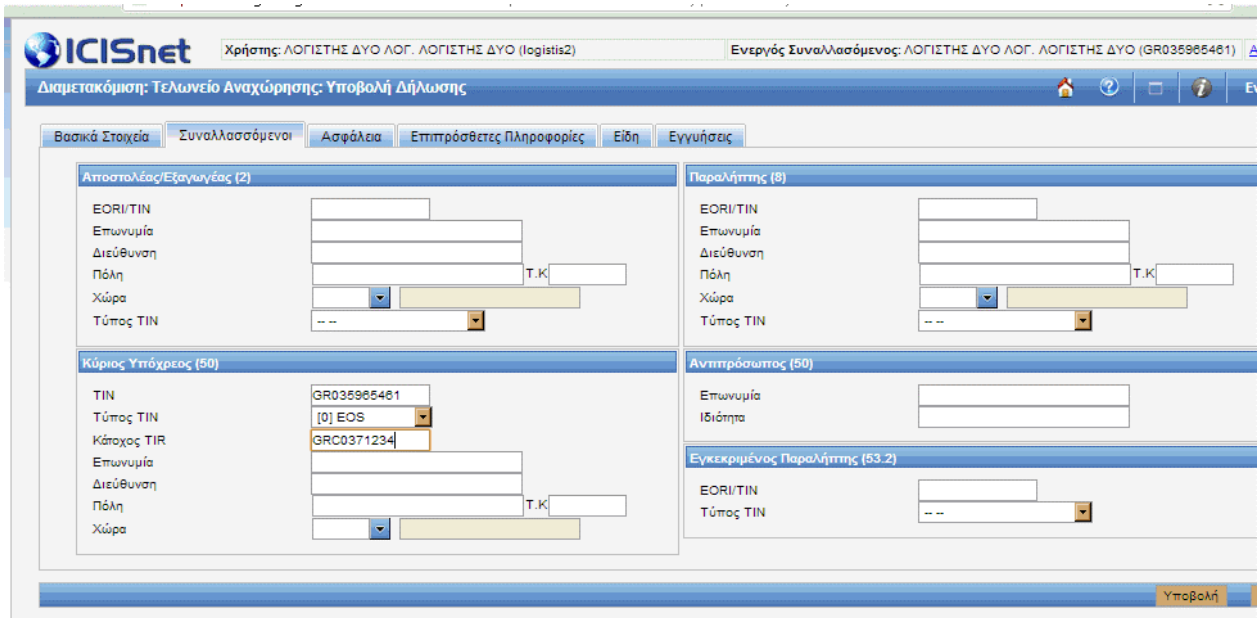 ICISnet
Χρήστης: ΛΟΓΙΣΤΗΣ ΔΥΟ ΛΟΓ. ΛΟΓΙΣΤΗΣ ΔΥΟ (logistis2)
Ενεργός Συναλλασόμενος: ΛΟΓΙΣΤΗΣ ΔΥΟ ΛΟΓ. ΛΟΓΙΣΤΗΣ ΔΥΟ (GR035965461)
Διαμετακόμιση: Τελωνείο Αναχώρησης: Υποβολή Δήλωσης
Βασικά Στοιχεία Συναλλασσόμενοι Ασφάλεια Επιπρόσθετες Πληροφορίες Είδη Εγγυήσεις
Αποστολέας/Εξαγωγέας (2)
EORI/TIN
Επωνυμία
Διεύθυνση
Πόλη Τ.Κ
Χώρα
Τύπος TIN -- --
Παραλήπτης (8)
EORI/TIN
Επωνυμία
Διεύθυνση
Πόλη Τ.Κ
Χώρα
Τύπος TIN -- --
Κύριος Υπόχρεος (50)
TIN GR035965461
Τύπος TIN [0] EOS
Κάτοχος TIR GRC0371234
Επωνυμία
Διεύθυνση
Πόλη Τ.Κ
Χώρα
Αντιπρόσωπος (50)
Επωνυμία
Ιδιότητα
Εγκεκριμένος Παραλήπτης (53.2)
EORI/TIN
Τύπος TIN -- --
Υποβολή